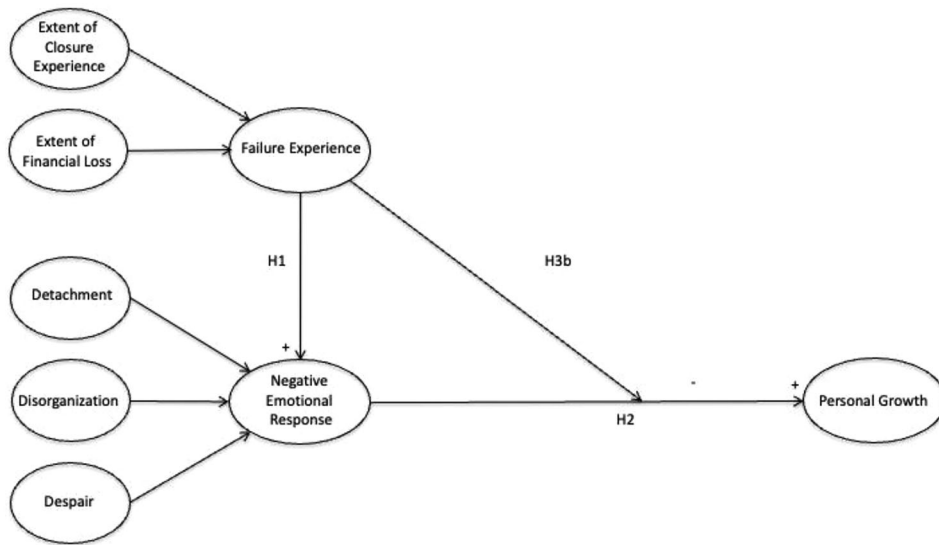 Extent of
Closure
Experience
Extent of
Financial Loss
Failure Experience
H1
H3b
Detachment
+
Disorganization
Negative
Emotional
Response
-
+
Personal Growth
H2
Despair